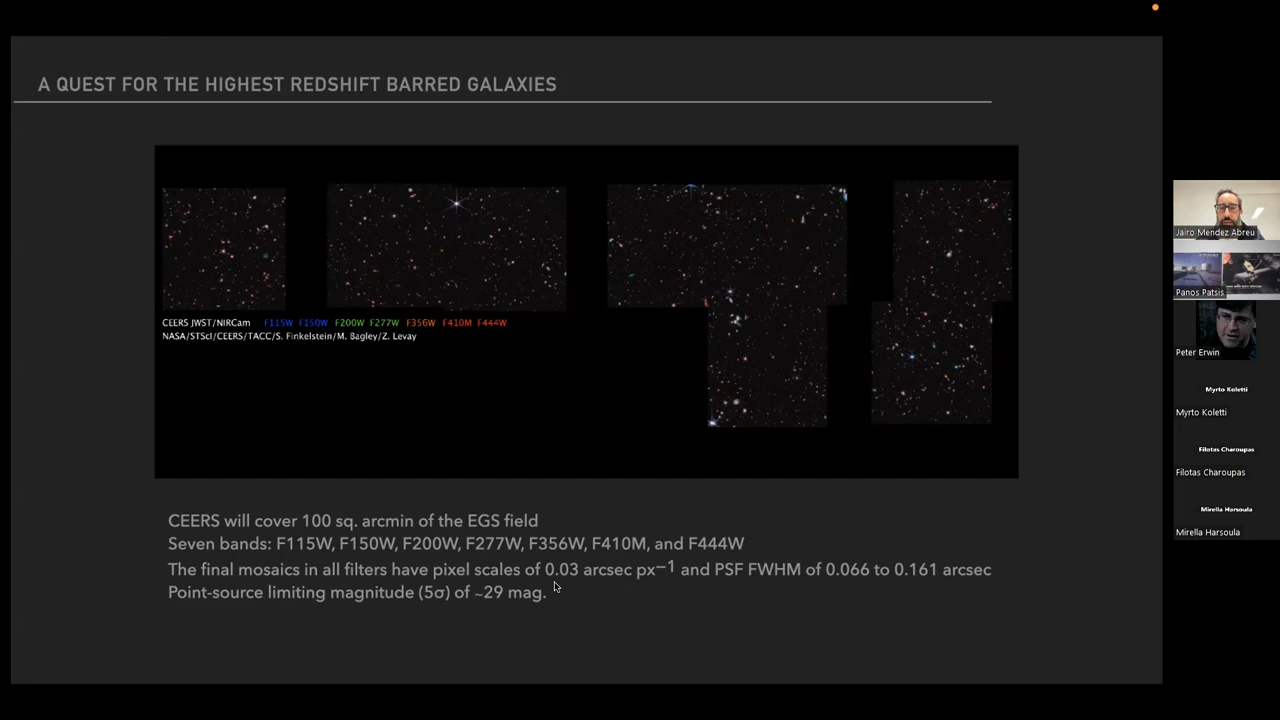 A QUEST FOR THE HIGHEST REDSHIFT BARRED GALAXIES
CEERS JWST/NIRCam F115W F150W F200W F277W F356W F410M F444W
NASA/STScI/CEERS/TACC/S. Finkelstein/M. Bagley/Z. Levay
CEERS will cover 100 sq. arcmin of the EGS field
Seven bands: F115W, F150W, F200W, F277W, F356W, F410M, and F444W
The final mosaics in all filters have pixel scales of 0.03 arcsec px−1 and PSF FWHM of 0.066 to 0.161 arcsec
Point-source limiting magnitude (5σ) of ~29 mag.
Jairo Mendez Abreu
Panos Patsis
Peter Erwin
Myrto Koletti
Myrto Koletti
Filotas Charoupas
Filotas Charoupas
Mirella Harsoula
Mirella Harsoula